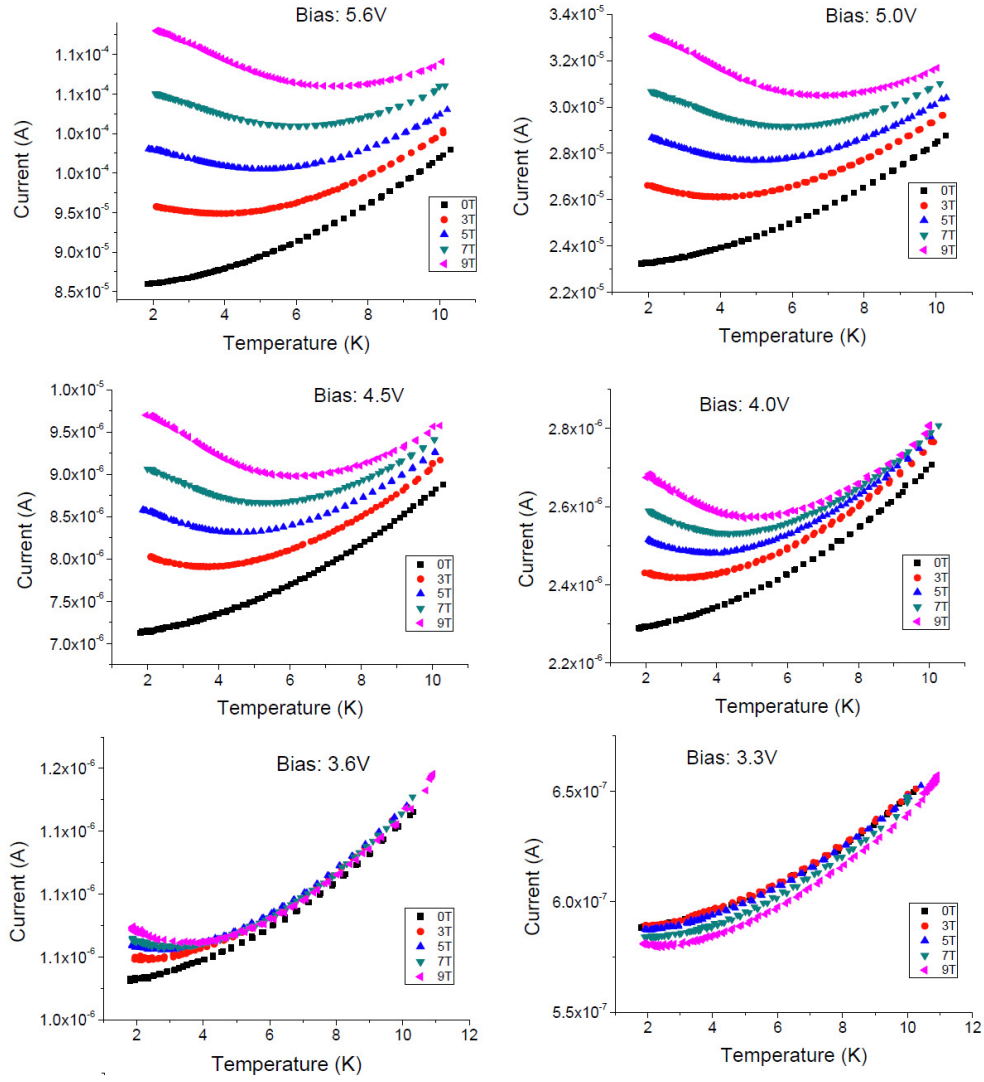 Bias: 5.6V
1.1x10⁻⁴
1.1x10⁻⁴
1.0x10⁻⁴
1.0x10⁻⁴
9.5x10⁻⁵
9.0x10⁻⁵
8.5x10⁻⁵
Current (A)
0T
3T
5T
7T
9T
2 4 6 8 10
Temperature (K)
Bias: 5.0V
3.4x10⁻⁵
3.2x10⁻⁵
3.0x10⁻⁵
2.8x10⁻⁵
2.6x10⁻⁵
2.4x10⁻⁵
2.2x10⁻⁵
Current (A)
0T
3T
5T
7T
9T
2 4 6 8 10
Temperature (K)
Bias: 4.5V
1.0x10⁻⁵
9.5x10⁻⁶
9.0x10⁻⁶
8.5x10⁻⁶
8.0x10⁻⁶
7.5x10⁻⁶
7.0x10⁻⁶
Current (A)
0T
3T
5T
7T
9T
2 4 6 8 10
Temperature (K)
Bias: 4.0V
2.8x10⁻⁶
2.6x10⁻⁶
2.4x10⁻⁶
2.2x10⁻⁶
Current (A)
0T
3T
5T
7T
9T
2 4 6 8 10
Temperature (K)
Bias: 3.6V
1.2x10⁻⁶
1.1x10⁻⁶
1.1x10⁻⁶
1.1x10⁻⁶
1.0x10⁻⁶
Current (A)
0T
3T
5T
7T
9T
2 4 6 8 10 12
Temperature (K)
Bias: 3.3V
6.5x10⁻⁷
6.0x10⁻⁷
5.5x10⁻⁷
Current (A)
0T
3T
5T
7T
9T
2 4 6 8 10 12
Temperature (K)